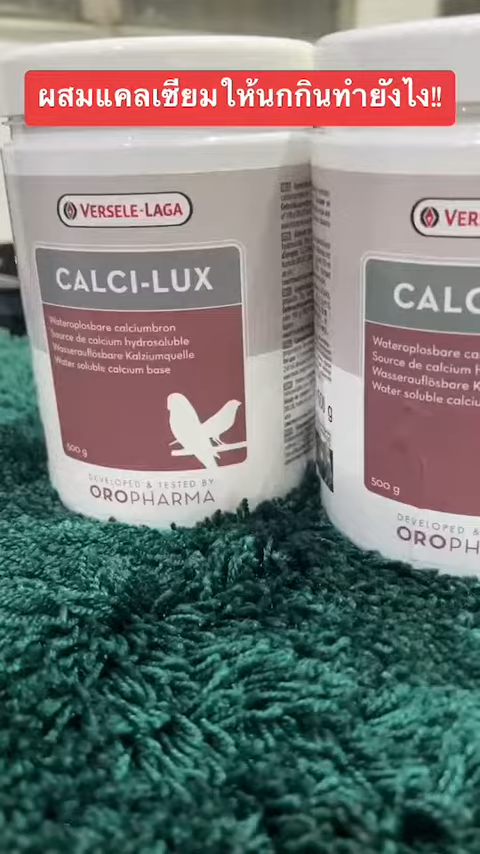 ผสมแคลเซียมให้นกกินทำยังไง!!
VERSELE-LAGA
CALCI-LUX
Wateroplosbare calciumbron
Source de calcium hydrosoluble
Wasserauflösbare Kalziumquelle
Water soluble calcium base
500 g
DEVELOPED & TESTED BY
OROPHARMA
VERS
CALC
Wateroplosbare ca
Source de calcium h
Wasserauflösbare K
Water soluble calciu
500 g
DEVELOPED &
OROPH